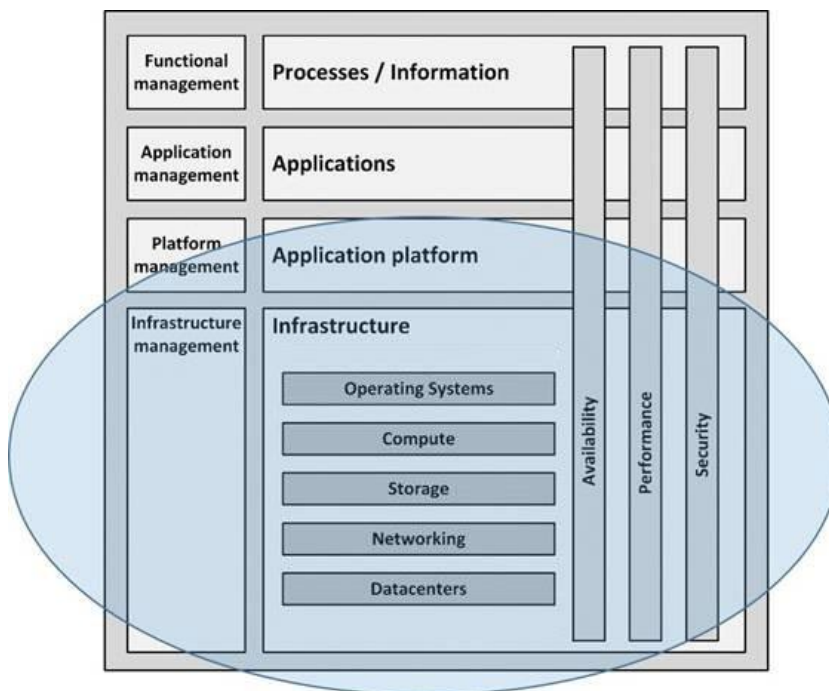 Functional
management
Processes / Information
Application
management
Applications
Platform
management
Application platform
Infrastructure
management
Infrastructure
Operating Systems
Compute
Storage
Networking
Datacenters
Availability
Performance
Security